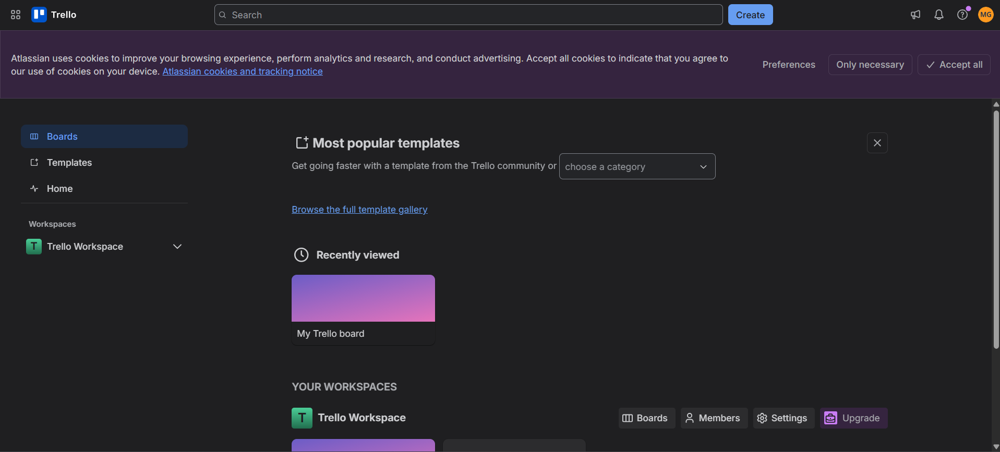 Trello
Search
Create
MG
Atlassian uses cookies to improve your browsing experience, perform analytics and research, and conduct advertising. Accept all cookies to indicate that you agree to
our use of cookies on your device. Atlassian cookies and tracking notice
Preferences
Only necessary
Accept all
Boards
Templates
Home
Workspaces
T
Trello Workspace
Most popular templates
Get going faster with a template from the Trello community or
choose a category
Browse the full template gallery
Recently viewed
My Trello board
YOUR WORKSPACES
T
Trello Workspace
Boards
Members
Settings
Upgrade